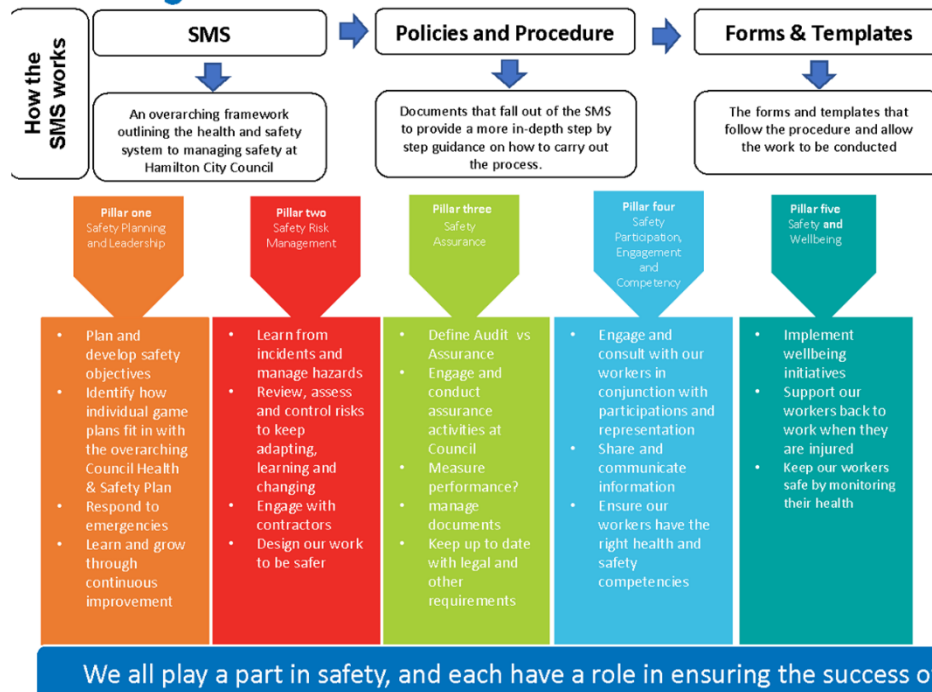 How the
SMS works
SMS
Policies and Procedure
Forms & Templates
An overarching framework
outlining the health and safety
system to managing safety at
Hamilton City Council
Documents that fall out of the SMS
to provide a more in-depth step by
step guidance on how to carry out
the process.
The forms and templates that
follow the procedure and allow
the work to be conducted
Pillar one
Safety Planning
and Leadership
Pillar two
Safety Risk
Management
Pillar three
Safety
Assurance
Pillar four
Safety
Participation,
Engagement
and
Competency
Pillar five
Safety and
Wellbeing
• Plan and
develop safety
objectives
• Identify how
individual game
plans fit in with
the overarching
Council Health
& Safety Plan
• Respond to
emergencies
• Learn and grow
through
continuous
improvement
• Learn from
incidents and
manage hazards
• Review, assess
and control risks
to keep
adapting,
learning and
changing
• Engage with
contractors
• Design our work
to be safer
• Define Audit vs
Assurance
• Engage and
conduct
assurance
activities at
Council
• Measure
performance?
• manage
documents
• Keep up to date
with legal and
other
requirements
• Engage and
consult with our
workers in
conjunction with
participations and
representation
• Share and
communicate
information
• Ensure our
workers have the
right health and
safety
competencies
• Implement
wellbeing
initiatives
• Support our
workers back to
work when they
are injured
• Keep our workers
safe by monitoring
their health
We all play a part in safety, and each have a role in ensuring the success o